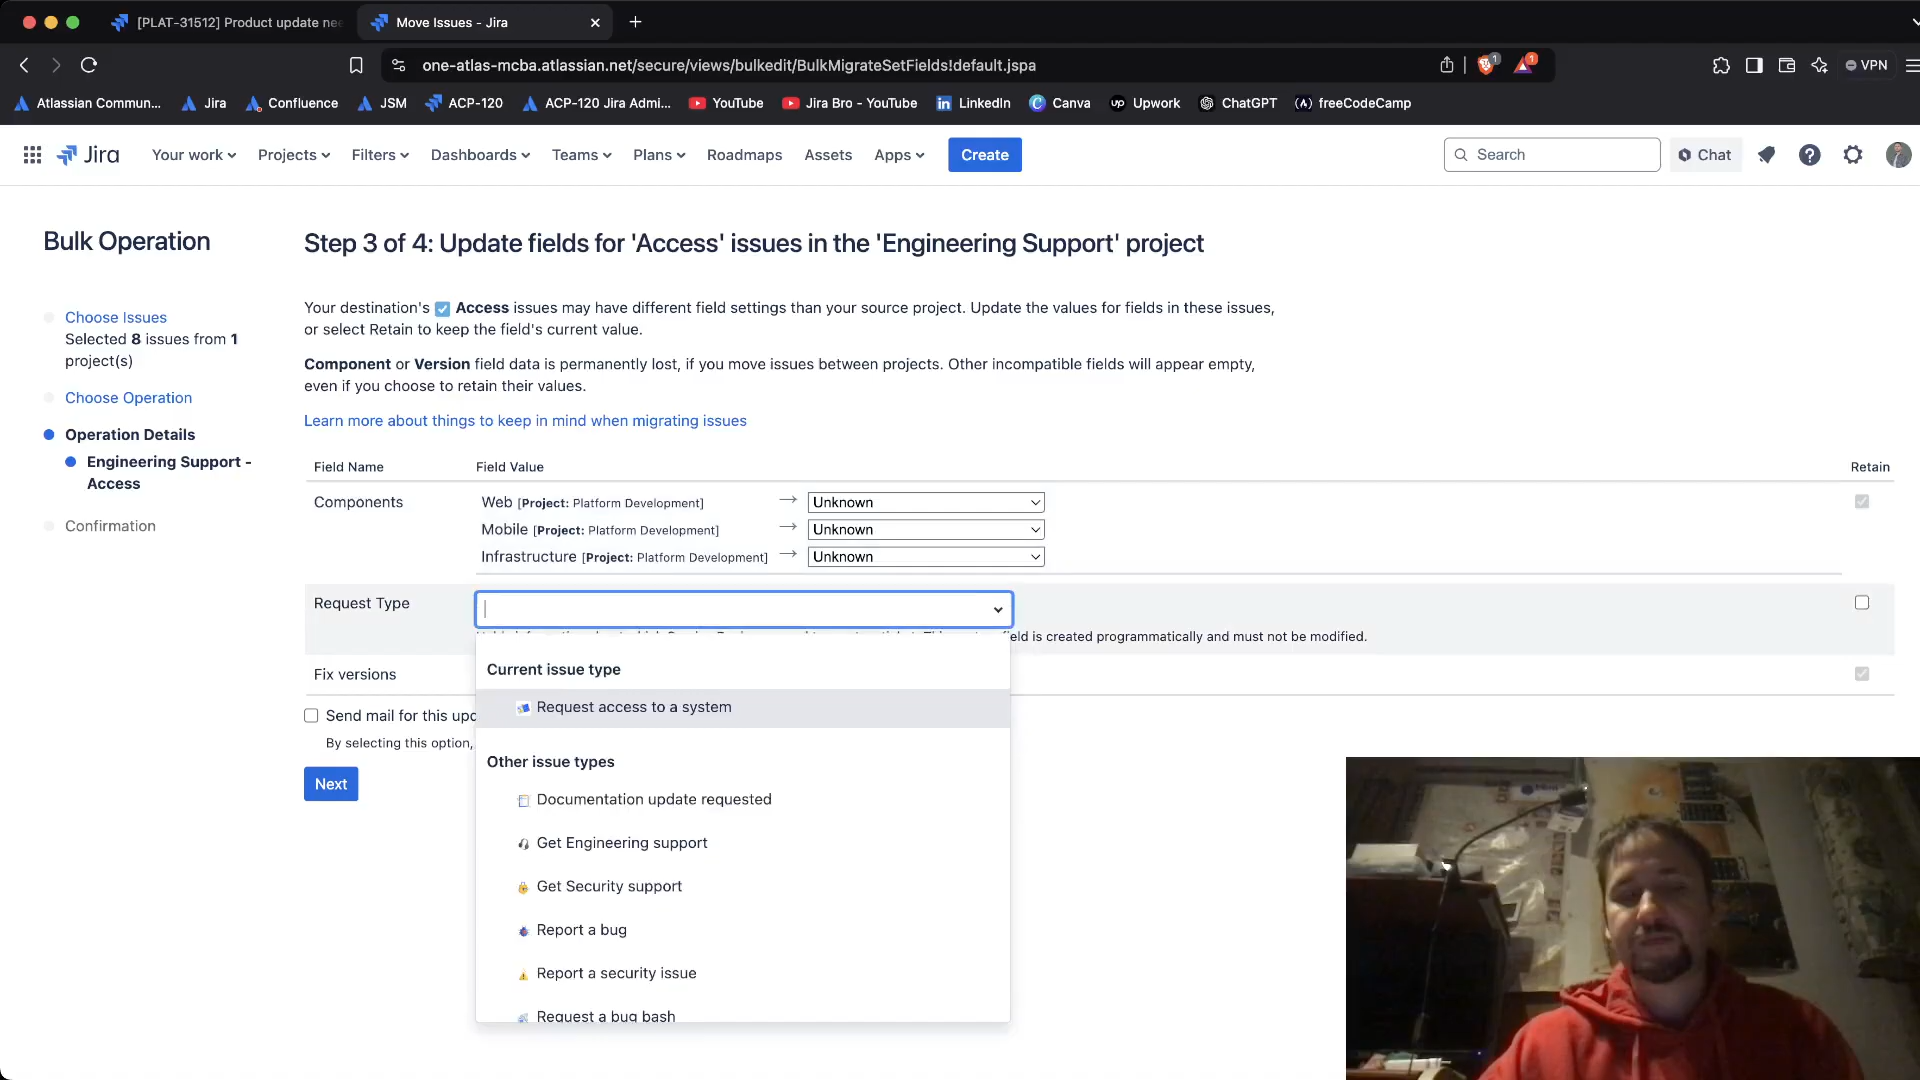 [PLAT-31512] Product update nee
Move Issues - Jira
one-atlas-mcba.atlassian.net/secure/views/bulkedit/BulkMigrateSetFields!default.jspa
1
1
VPN
Atlassian Commun...
Jira
Confluence
JSM
ACP-120
ACP-120 Jira Admi...
YouTube
Jira Bro - YouTube
LinkedIn
Canva
Upwork
ChatGPT
freeCodeCamp
Jira
Your work
Projects
Filters
Dashboards
Teams
Plans
Roadmaps
Assets
Apps
Create
Search
Chat
Bulk Operation
Choose Issues
Selected 8 issues from 1
project(s)
Choose Operation
Operation Details
Engineering Support -
Access
Confirmation
Step 3 of 4: Update fields for 'Access' issues in the 'Engineering Support' project
Your destination's Access issues may have different field settings than your source project. Update the values for fields in these issues,
or select Retain to keep the field's current value.
Component or Version field data is permanently lost, if you move issues between projects. Other incompatible fields will appear empty,
even if you choose to retain their values.
Learn more about things to keep in mind when migrating issues
Field Name
Field Value
Retain
Components
Web [Project: Platform Development] → Unknown
Mobile [Project: Platform Development] → Unknown
Infrastructure [Project: Platform Development] → Unknown
Request Type
field is created programmatically and must not be modified.
Current issue type
Request access to a system
Other issue types
Documentation update requested
Get Engineering support
Get Security support
Report a bug
Report a security issue
Request a bug bash
Fix versions
Send mail for this upd
By selecting this option,
Next